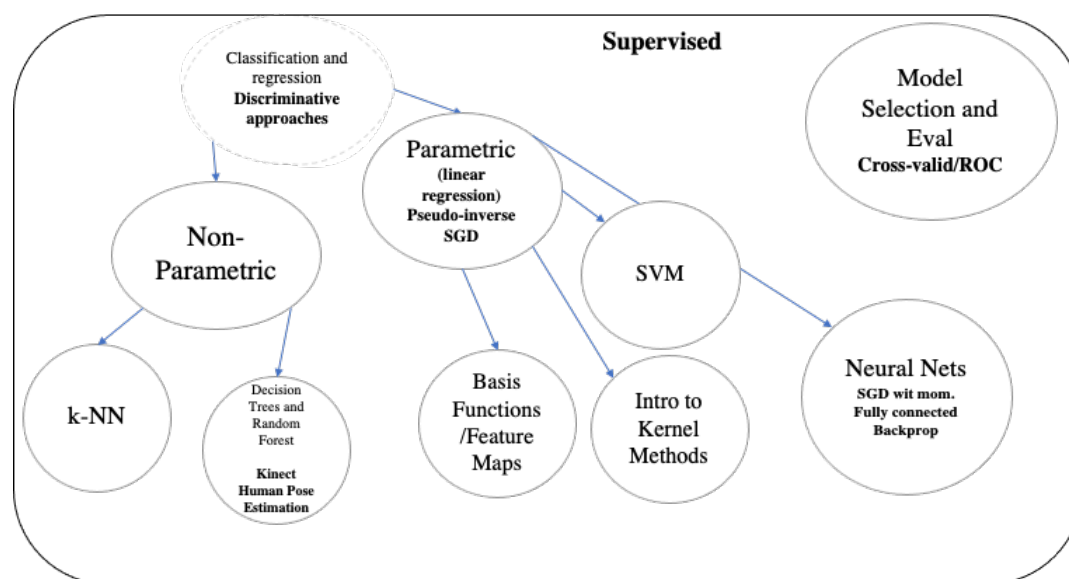 Supervised
Classification and
regression
Discriminative
approaches
Model
Selection and
Eval
Cross-valid/ROC
Parametric
(linear
regression)
Pseudo-inverse
SGD
Non-
Parametric
SVM
k-NN
Decision
Trees and
Random
Forest
Kinect
Human Pose
Estimation
Basis
Functions
/Feature
Maps
Intro to
Kernel
Methods
Neural Nets
SGD wit mom.
Fully connected
Backprop